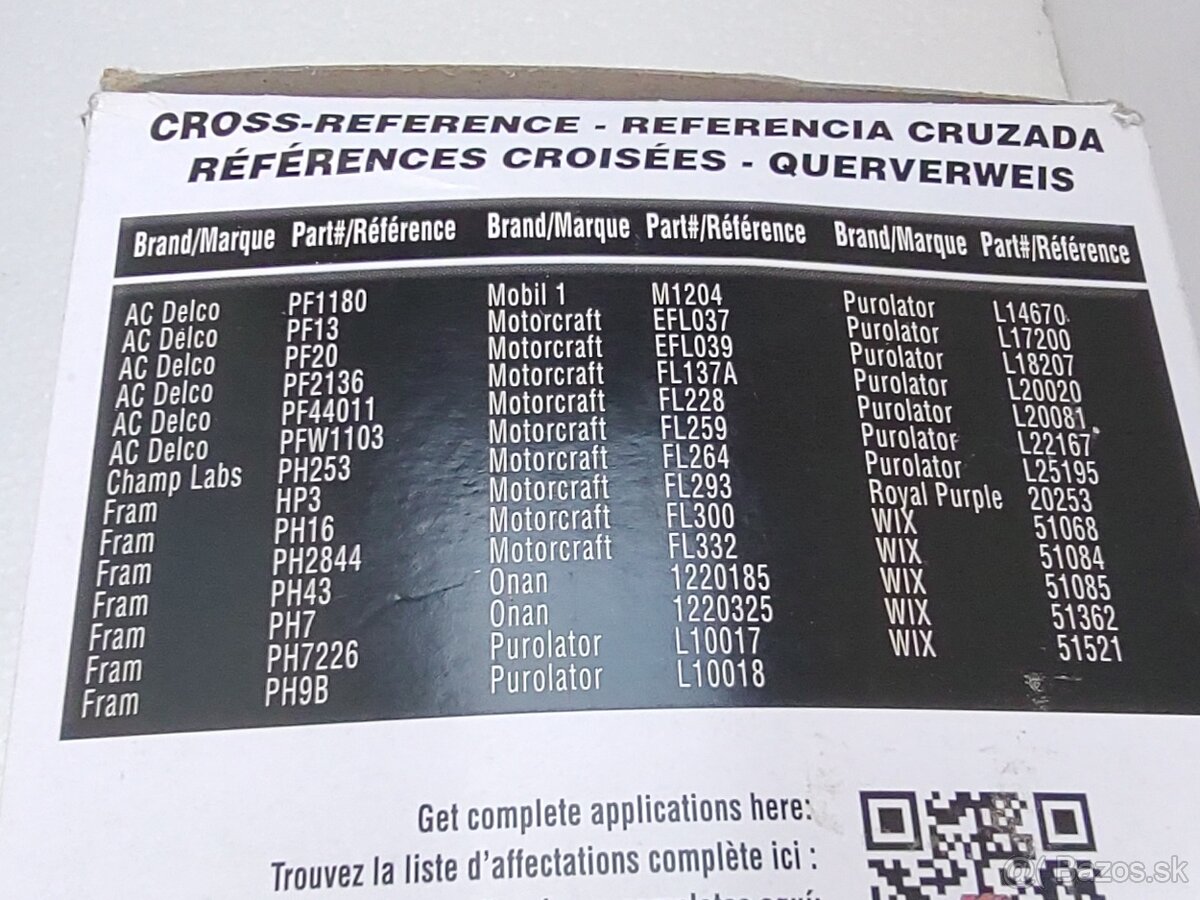 CROSS-REFERENCE - REFERENCIA CRUZADA
RÉFÉRENCES CROISÉES - QUERVERWEIS
Brand/Marque Part#/Référence Brand/Marque Part#/Référence Brand/Marque Part#/Référence
AC Delco PF1180 Mobil 1 M1204 Purolator L14670
AC Delco PF13 Motorcraft EFL037 Purolator L17200
AC Delco PF20 Motorcraft EFL039 Purolator L18207
AC Delco PF2136 Motorcraft FL137A Purolator L20020
AC Delco PF44011 Motorcraft FL228 Purolator L20081
AC Delco PFW1103 Motorcraft FL259 Purolator L22167
Champ Labs PH253 Motorcraft FL264 Purolator L25195
Fram HP3 Motorcraft FL293 Royal Purple 20253
Fram PH16 Motorcraft FL300 WIX 51068
Fram PH2844 Motorcraft FL332 WIX 51084
Fram PH43 Onan 1220185 WIX 51085
Fram PH7 Onan 1220325 WIX 51362
Fram PH7226 Purolator L10017 WIX 51521
Fram PH9B Purolator L10018
Get complete applications here:
Trouvez la liste d'affectations complète ici :
Bazos.sk